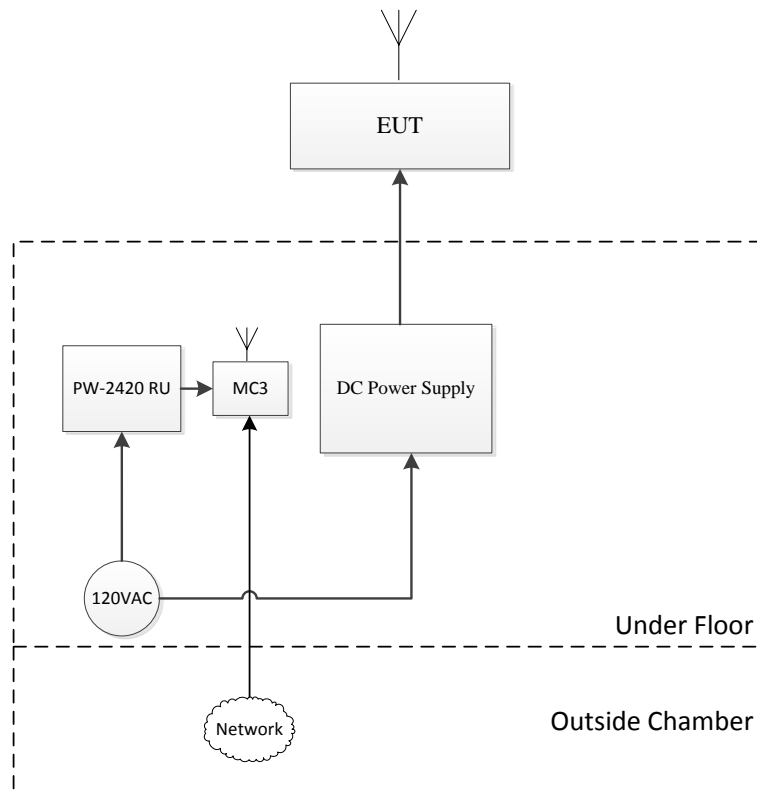 EUT
PW-2420 RU
MC3
DC Power Supply
120VAC
Under Floor
Network
Outside Chamber